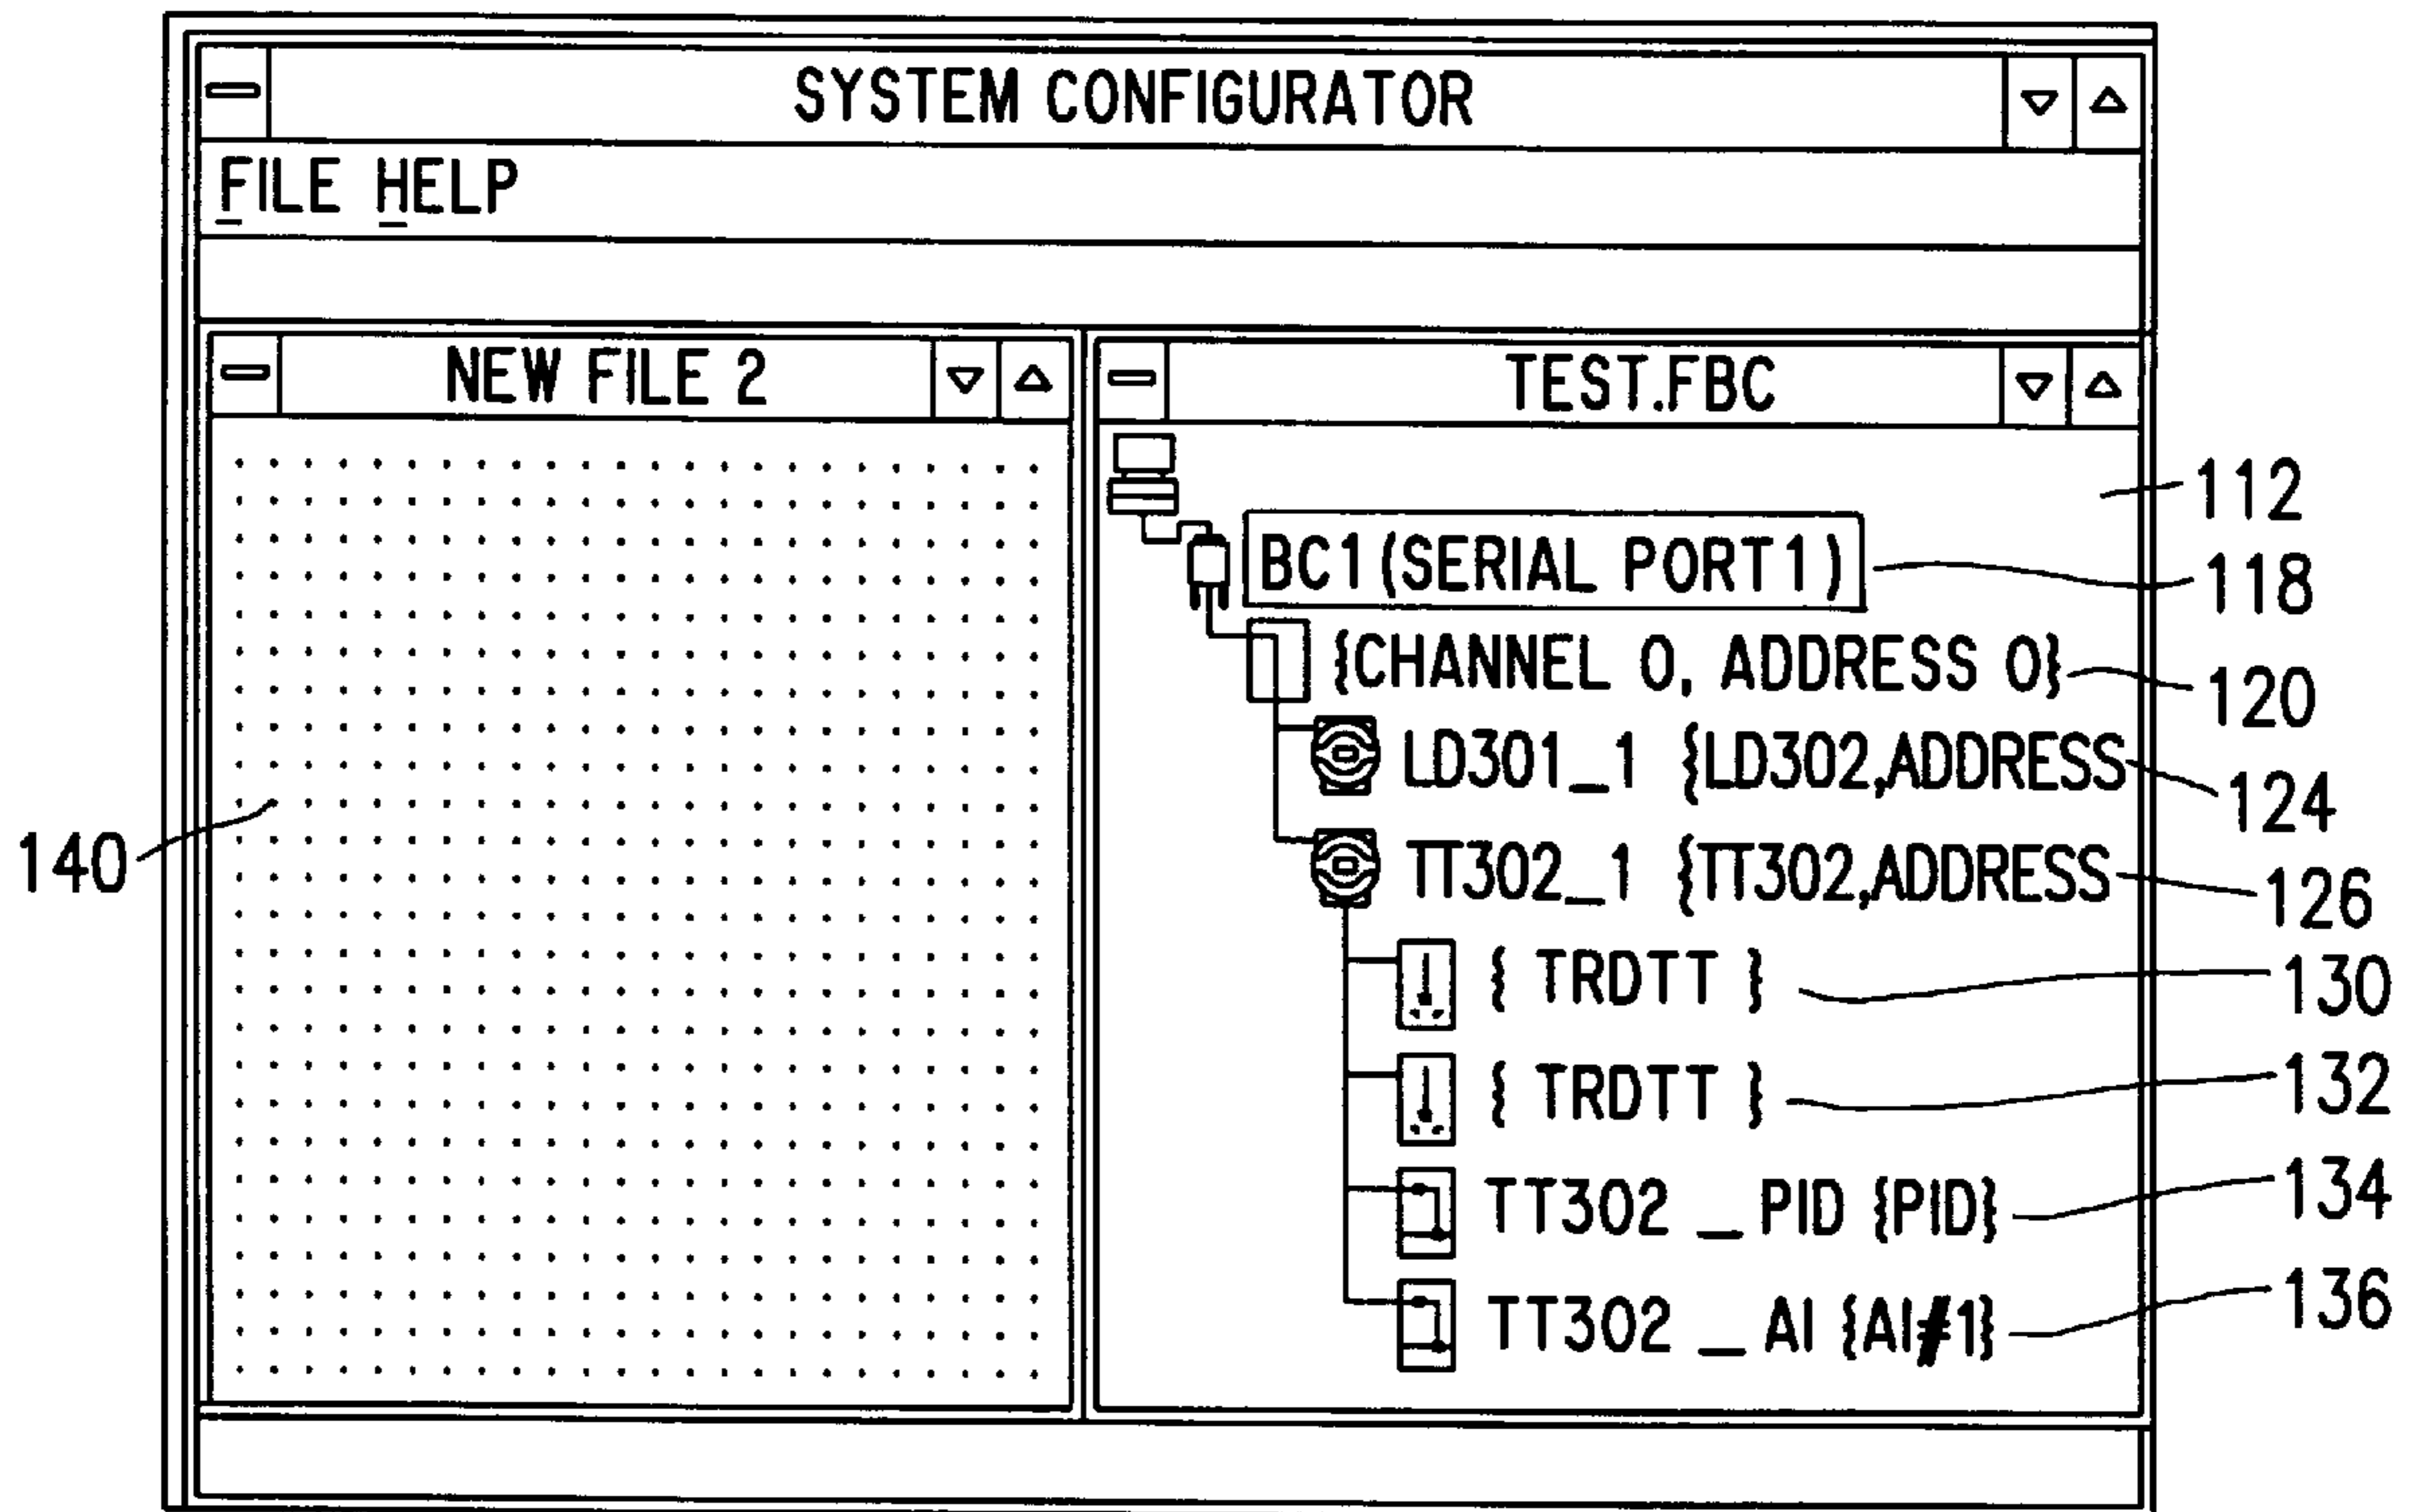 SYSTEM CONFIGURATOR
FILE HELP
NEW FILE 2
TEST.FBC
112
BC1 (SERIAL PORT1)
118
{CHANNEL 0, ADDRESS 0}
120
LD301_1 {LD302,ADDRESS
124
140
TT302_1 {TT302,ADDRESS
126
{ TRDTT }
130
{ TRDTT }
132
TT302 _ PID {PID}
134
TT302 _ AI {AI#1}
136